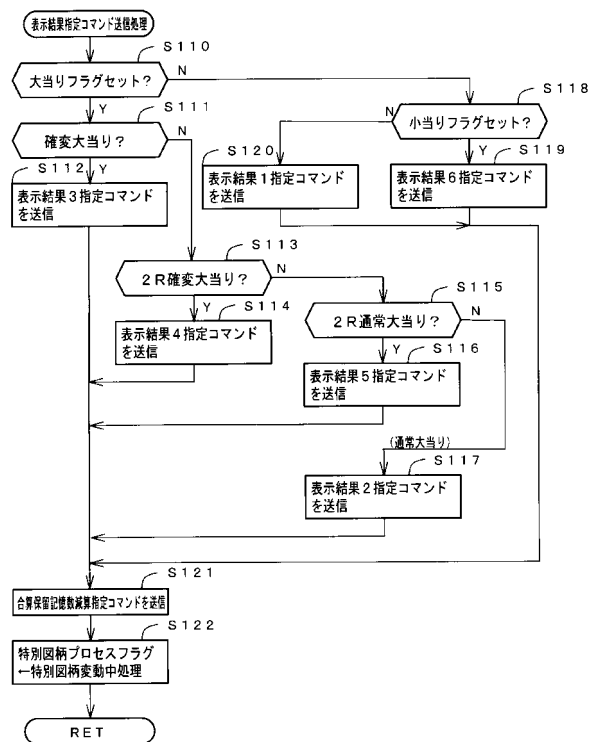 表示結果指定コマンド送信処理
S110
大当りフラグセット?
N
Y
S111
確変大当り?
N
S112
Y
表示結果3指定コマンド
を送信
S118
小当りフラグセット?
N
S120
表示結果1指定コマンド
を送信
Y
S119
表示結果6指定コマンド
を送信
S113
2R確変大当り?
N
Y
S114
表示結果4指定コマンド
を送信
S115
2R通常大当り?
N
Y
S116
表示結果5指定コマンド
を送信
(通常大当り)
S117
表示結果2指定コマンド
を送信
S121
合算保留記憶数減算指定コマンドを送信
S122
特別図柄プロセスフラグ
←特別図柄変動中処理
RET